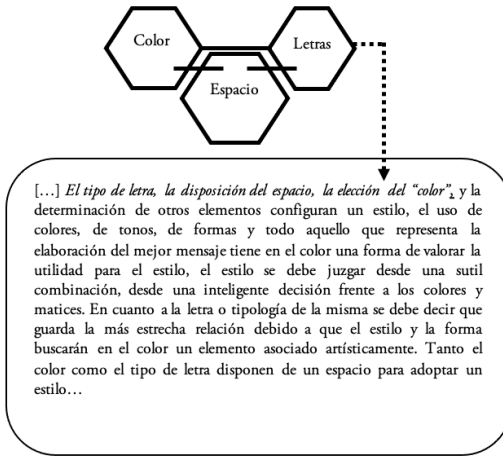 Color
Letras
Espacio
[…] El tipo de letra, la disposición del espacio, la elección del “color”, y la
determinación de otros elementos configuran un estilo, el uso de
colores, de tonos, de formas y todo aquello que representa la
elaboración del mejor mensaje tiene en el color una forma de valorar la
utilidad para el estilo, el estilo se debe juzgar desde una sutil
combinación, desde una inteligente decisión frente a los colores y
matices. En cuanto a la letra o tipología de la misma se debe decir que
guarda la más estrecha relación debido a que el estilo y la forma
buscarán en el color un elemento asociado artísticamente. Tanto el
color como el tipo de letra disponen de un espacio para adoptar un
estilo…